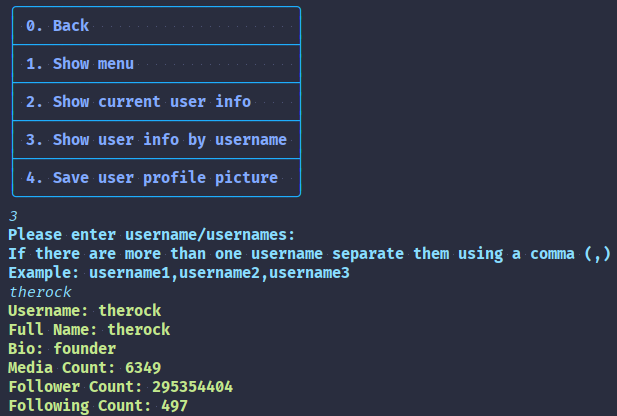 0. Back
1. Show menu
2. Show current user info
3. Show user info by username
4. Save user profile picture
3
Please enter username/usernames:
If there are more than one username separate them using a comma (,)
Example: username1,username2,username3
therock
Username: therock
Full Name: therock
Bio: founder
Media Count: 6349
Follower Count: 295354404
Following Count: 497